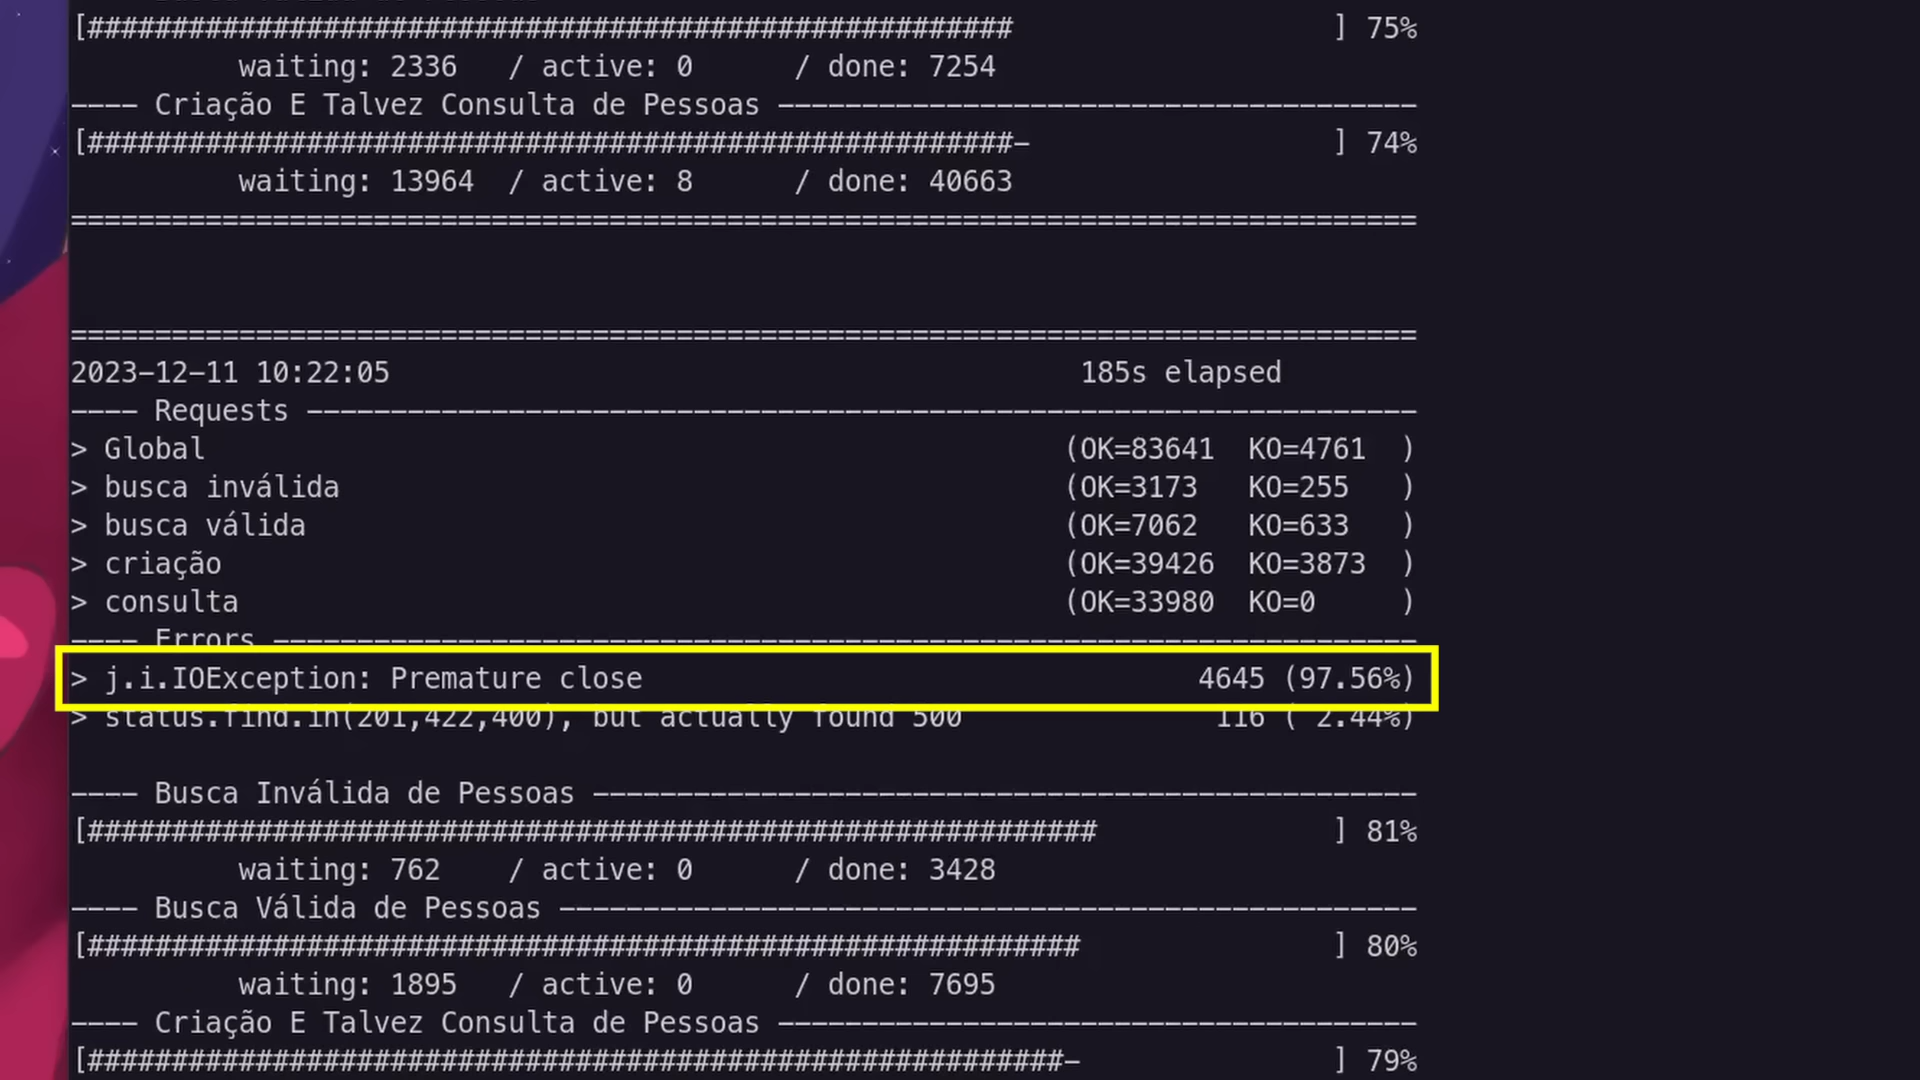 [####################################################### ] 75%
waiting: 2336 / active: 0 / done: 7254
---- Criação E Talvez Consulta de Pessoas --------------------------------------
[#######################################################- ] 74%
waiting: 13964 / active: 8 / done: 40663
================================================================================
================================================================================
2023-12-11 10:22:05 185s elapsed
---- Requests ------------------------------------------------------------------
> Global (OK=83641 KO=4761 )
> busca inválida (OK=3173 KO=255 )
> busca válida (OK=7062 KO=633 )
> criação (OK=39426 KO=3873 )
> consulta (OK=33980 KO=0 )
---- Errors --------------------------------------------------------------------
> j.i.IOException: Premature close 4645 (97.56%)
> status.find.in(201,422,400), but actually found 500 116 ( 2.44%)
---- Busca Inválida de Pessoas -------------------------------------------------
[############################################################ ] 81%
waiting: 762 / active: 0 / done: 3428
---- Busca Válida de Pessoas ---------------------------------------------------
[########################################################### ] 80%
waiting: 1895 / active: 0 / done: 7695
---- Criação E Talvez Consulta de Pessoas --------------------------------------
[##########################################################- ] 79%